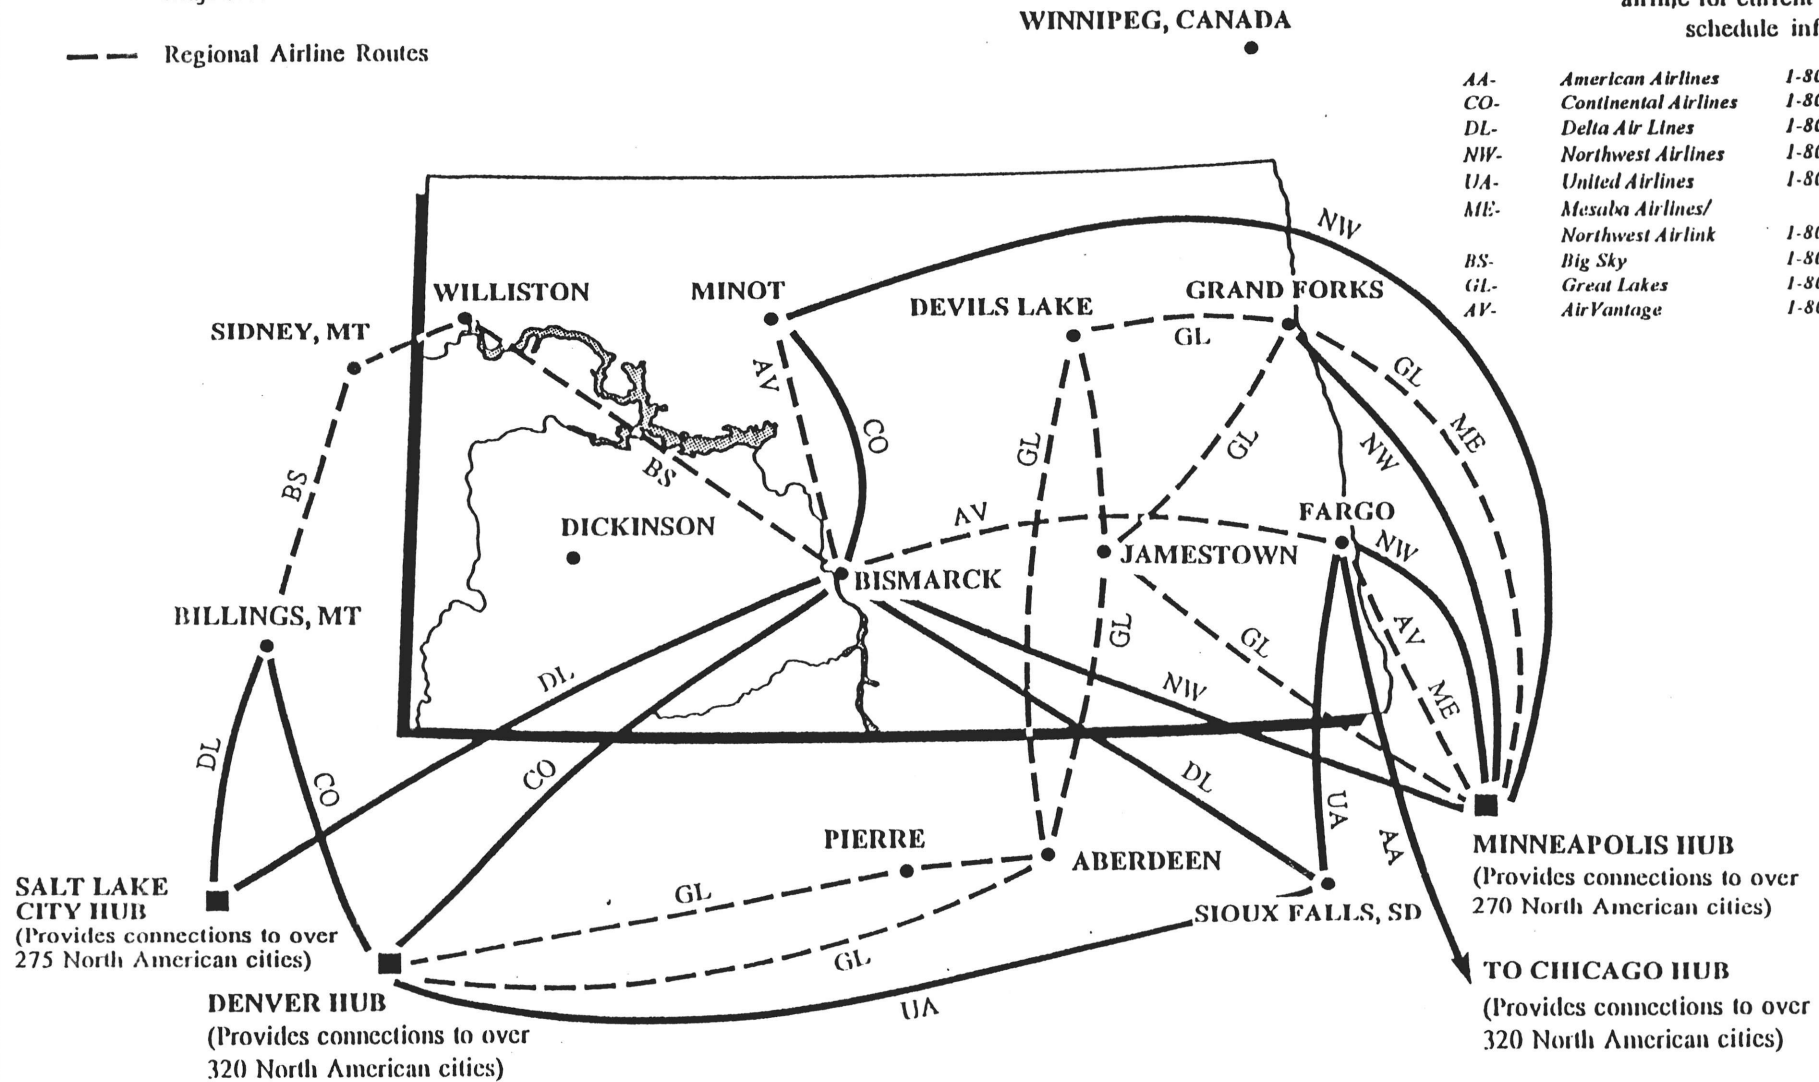 Regional Airline Routes
WINNIPEG, CANADA
schedule
AA- American Airlines
CO- Continental Airlines
DL- Delta Air Lines
NW- Northwest Airlines
UA- United Airlines
ME- Mesaba Airlines/
Northwest Airlink
BS- Big Sky
GL- Great Lakes
AV- AirVantage
NW
WILLISTON
MINOT
DEVILS LAKE
GRAND FORKS
SIDNEY, MT
GL
GL
AV
CO
GL
GL
NW
ME
BS
BS
DICKINSON
AV
FARGO
NW
JAMESTOWN
BISMARCK
BILLINGS, MT
GL
GL
AV
DL
NW
ME
DL
CO
CO
DL
UA
AA
PIERRE
ABERDEEN
MINNEAPOLIS HUB
(Provides connections to over
270 North American cities)
SALT LAKE
CITY HUB
(Provides connections to over
275 North American cities)
GL
SIOUX FALLS, SD
GL
UA
DENVER HUB
(Provides connections to over
320 North American cities)
TO CHICAGO HUB
(Provides connections to over
320 North American cities)